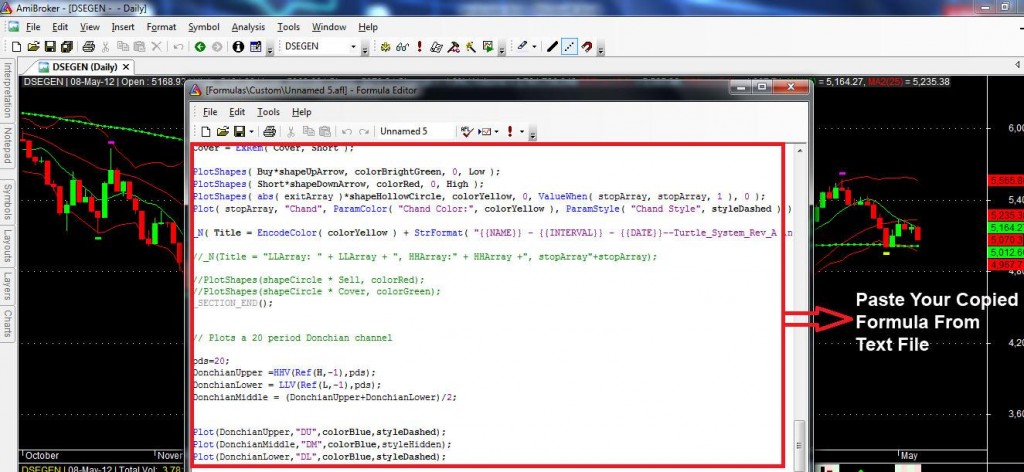 AmiBroker - [DSEGEN - - Daily]
File Edit View Insert Format Symbol Analysis Tools Window Help
DSEGEN
DSEGEN (Daily)
DSEGEN | 08-May-12 | Open : 5168.9
= 5,164.27, MA2(25) = 5,235.38
Interpretation
Notepad
Symbols
Layouts
Layers
Charts
[Formulas\Custom\Unnamed 5.afl] - Formula Editor
File Edit Tools Help
Unnamed 5
Cover = ExRem( Cover, Short );
PlotShapes( Buy*shapeUpArrow, colorBrightGreen, 0, Low );
PlotShapes( Short*shapeDownArrow, colorRed, 0, High );
PlotShapes( abs( exitArray )*shapeHollowCircle, colorYellow, 0, ValueWhen( stopArray, stopArray, 1 ), 0 );
Plot( stopArray, "Chand", ParamColor( "Chand Color:", colorYellow ), ParamStyle( "Chand Style", styleDashed ) )
_N( Title = EncodeColor( colorYellow ) + StrFormat( "{{NAME}} - {{INTERVAL}} - {{DATE}}--Turtle_System_Rev_A
//_N(Title = "LLArray: " + LLArray + ", HHArray:" + HHArray +", stopArray"+stopArray);
//PlotShapes(shapeCircle * Sell, colorRed);
//PlotShapes(shapeCircle * Cover, colorGreen);
_SECTION_END();
// Plots a 20 period Donchian channel
pds=20;
DonchianUpper =HHV(Ref(H,-1),pds);
DonchianLower = LLV(Ref(L,-1),pds);
DonchianMiddle = (DonchianUpper+DonchianLower)/2;
Plot(DonchianUpper,"DU",colorBlue,styleDashed);
Plot(DonchianMiddle,"DM",colorBlue,styleHidden);
Plot(DonchianLower,"DL",colorBlue,styleDashed);
Paste Your Copied
Formula From
Text File
6,00
5,565.8
5,40
5,235.3
5,164.2
5,070.3
5,012.6
4,967.2
4,80
4,20
3,60
October
May
DSEGEN | 08-May-12 | Total Vol: 3.78